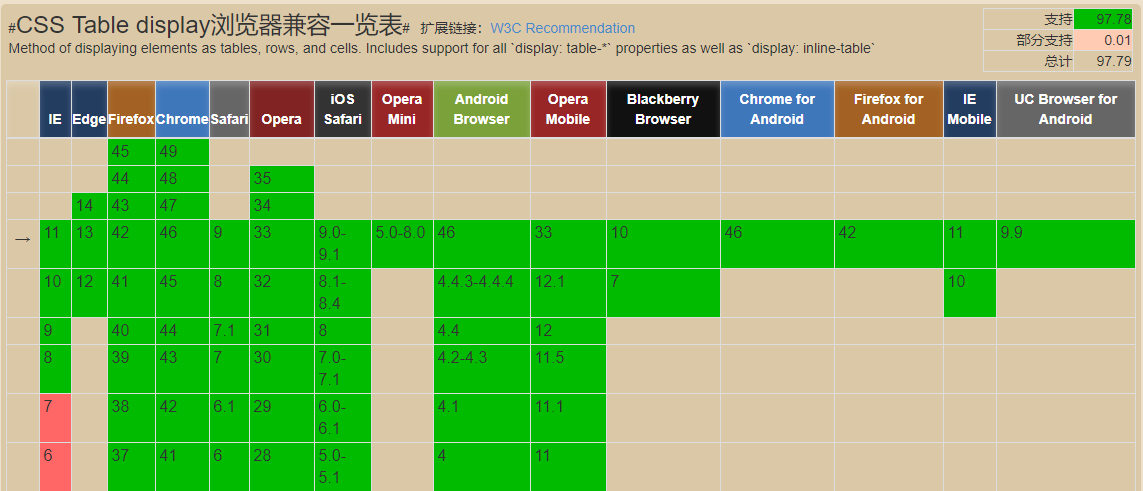 #CSS Table display浏览器兼容一览表# 扩展链接：W3C Recommendation
Method of displaying elements as tables, rows, and cells. Includes support for all `display: table-*` properties as well as `display: inline-table`
支持 97.78
部分支持 0.01
总计 97.79
IE Edge Firefox Chrome Safari Opera iOS Safari Opera Mini Android Browser Opera Mobile Blackberry Browser Chrome for Android Firefox for Android IE Mobile UC Browser for Android
45 49
44 48 35
14 43 47 34
→ 11 13 42 46 9 33 9.0-9.1 5.0-8.0 46 33 10 46 42 11 9.9
10 12 41 45 8 32 8.1-8.4 4.4.3-4.4.4 12.1 7 10
9 40 44 7.1 31 8 4.4 12
8 39 43 7 30 7.0-7.1 4.2-4.3 11.5
7 38 42 6.1 29 6.0-6.1 4.1 11.1
6 37 41 6 28 5.0-5.1 4 11